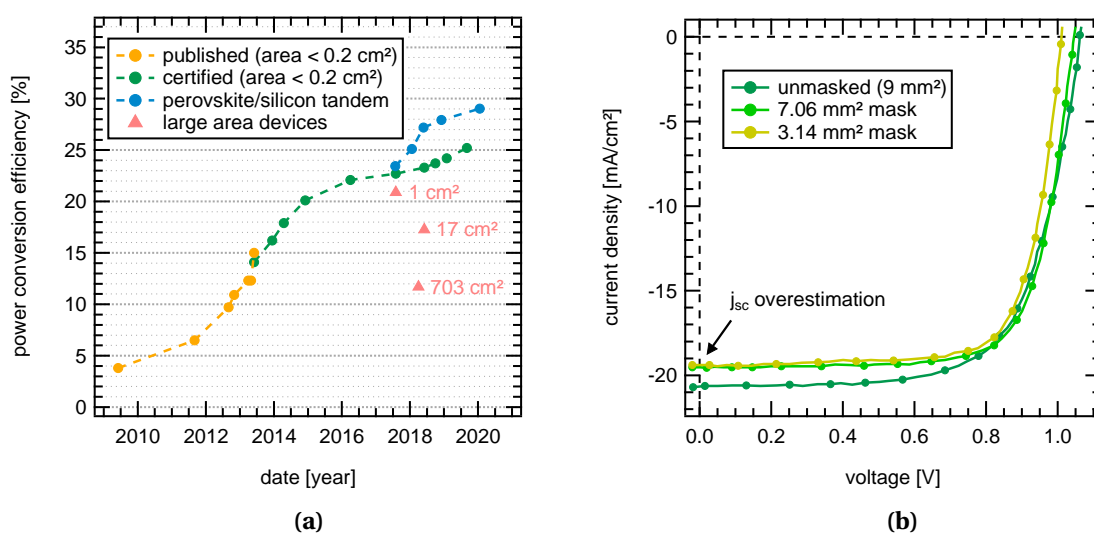 power conversion efficiency [%]
35
30
25
20
15
10
5
0
published (area < 0.2 cm²)
certified (area < 0.2 cm²)
perovskite/silicon tandem
large area devices
1 cm²
17 cm²
703 cm²
2010 2012 2014 2016 2018 2020
date [year]
(a)
current density [mA/cm²]
0
-5
-10
-15
-20
unmasked (9 mm²)
7.06 mm² mask
3.14 mm² mask
jsc overestimation
0.0 0.2 0.4 0.6 0.8 1.0
voltage [V]
(b)